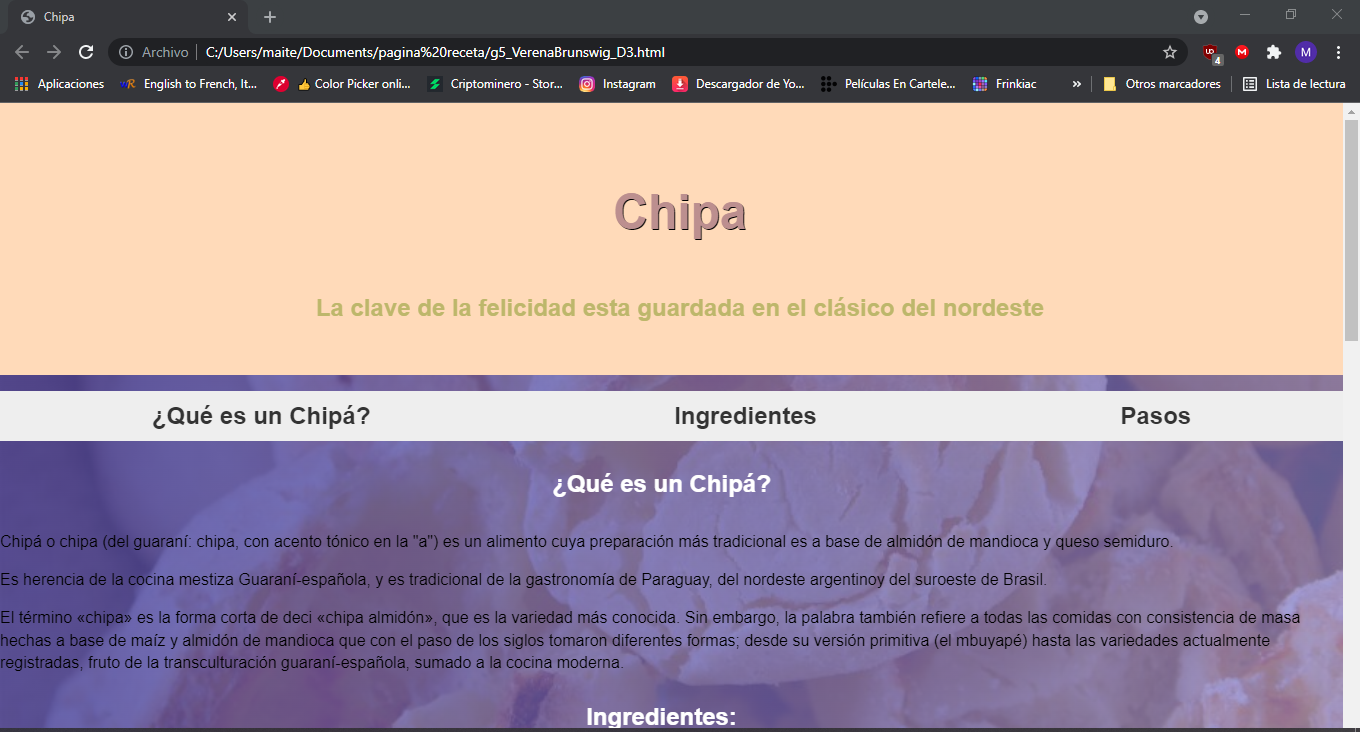 Chipa
Archivo | C:/Users/maite/Documents/pagina%20receta/g5_VerenaBrunswig_D3.html
4
M
Aplicaciones
English to French, It...
Color Picker onli...
Criptominero - Stor...
Instagram
Descargador de Yo...
Películas En Cartele...
Frinkiac
»
Otros marcadores
Lista de lectura
Chipa
La clave de la felicidad esta guardada en el clásico del nordeste
¿Qué es un Chipá?
Ingredientes
Pasos
¿Qué es un Chipá?
Chipá o chipa (del guaraní: chipa, con acento tónico en la "a") es un alimento cuya preparación más tradicional es a base de almidón de mandioca y queso semiduro.
Es herencia de la cocina mestiza Guaraní-española, y es tradicional de la gastronomía de Paraguay, del nordeste argentinoy del suroeste de Brasil.
El término «chipa» es la forma corta de deci «chipa almidón», que es la variedad más conocida. Sin embargo, la palabra también refiere a todas las comidas con consistencia de masa
hechas a base de maíz y almidón de mandioca que con el paso de los siglos tomaron diferentes formas; desde su versión primitiva (el mbuyapé) hasta las variedades actualmente
registradas, fruto de la transculturación guaraní-española, sumado a la cocina moderna.
Ingredientes: